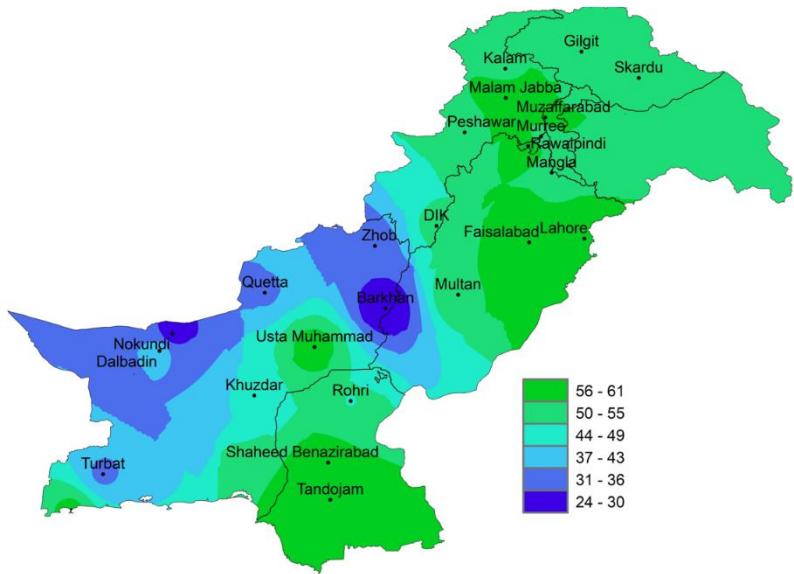 Gilgit
Kalam
Skardu
Malam Jabba
Muzaffarabad
Peshawar
Murree
Rawalpindi
Mangla
DIK
Zhob
Faisalabad
Lahore
Quetta
Barkhan
Multan
Nokundi
Usta Muhammad
Dalbadin
Khuzdar
Rohri
Turbat
Shaheed Benazirabad
Tandojam
56 - 61
50 - 55
44 - 49
37 - 43
31 - 36
24 - 30